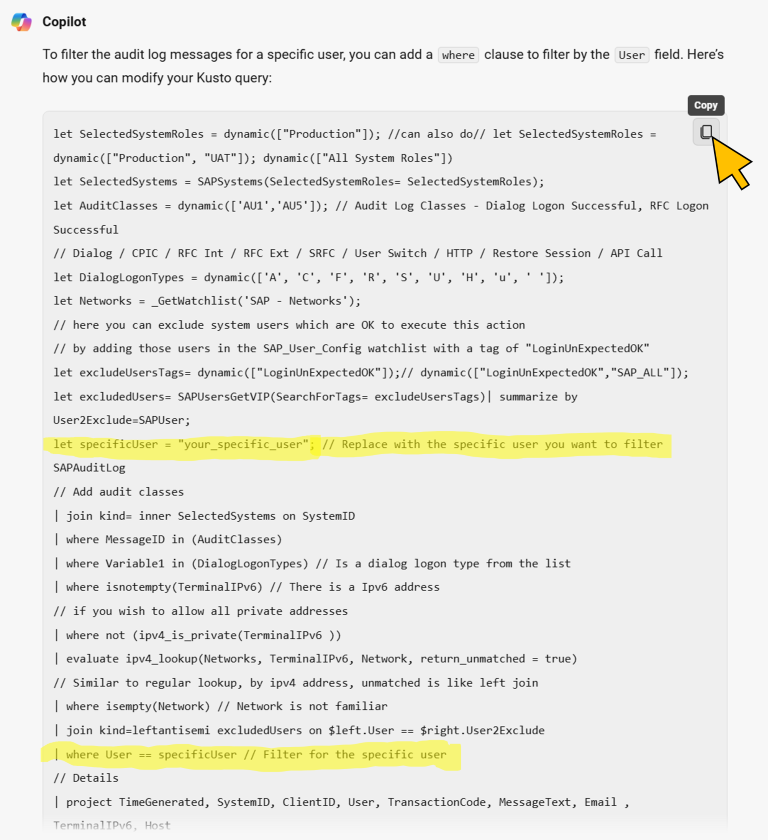 Copilot
To filter the audit log messages for a specific user, you can add a where clause to filter by the User field. Here's
how you can modify your Kusto query:
Copy
let SelectedSystemRoles = dynamic(["Production"]); //can also do// let SelectedSystemRoles =
dynamic(["Production", "UAT"]); dynamic(["All System Roles"])
let SelectedSystems = SAPSystems(SelectedSystemRoles= SelectedSystemRoles);
let AuditClasses = dynamic(['AU1','AU5']); // Audit Log Classes - Dialog Logon Successful, RFC Logon
Successful
// Dialog / CPIC / RFC Int / RFC Ext / SRFC / User Switch / HTTP / Restore Session / API Call
let DialogLogonTypes = dynamic(['A', 'C', 'F', 'R', 'S', 'U', 'H', 'u', ' ']);
let Networks = _GetWatchlist('SAP - Networks');
// here you can exclude system users which are OK to execute this action
// by adding those users in the SAP_User_Config watchlist with a tag of "LoginUnExpectedOK"
let excludeUsersTags= dynamic(["LoginUnExpectedOK"]);// dynamic(["LoginUnExpectedOK","SAP_ALL"]);
let excludedUsers= SAPUsersGetVIP(SearchForTags= excludeUsersTags)| summarize by
User2Exclude=SAPUser;
let specificUser = "your_specific_user"; // Replace with the specific user you want to filter
SAPAuditLog
// Add audit classes
| join kind= inner SelectedSystems on SystemID
| where MessageID in (AuditClasses)
| where Variable1 in (DialogLogonTypes) // Is a dialog logon type from the list
| where isnotempty(TerminalIPv6) // There is a Ipv6 address
// if you wish to allow all private addresses
| where not (ipv4_is_private(TerminalIPv6 ))
| evaluate ipv4_lookup(Networks, TerminalIPv6, Network, return_unmatched = true)
// Similar to regular lookup, by ipv4 address, unmatched is like left join
| where isempty(Network) // Network is not familiar
| join kind=leftantisemi excludedUsers on $left.User == $right.User2Exclude
| where User == specificUser // Filter for the specific user
// Details
| project TimeGenerated, SystemID, ClientID, User, TransactionCode, MessageText, Email ,
TerminalIPv6, Host